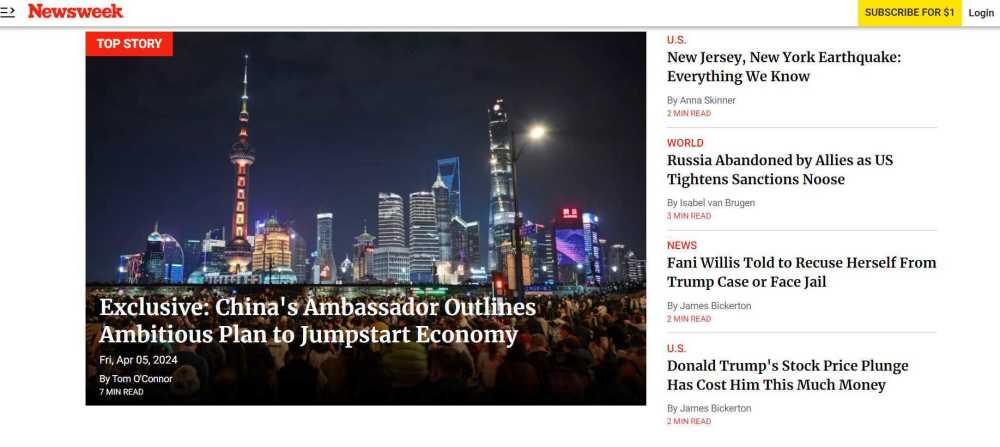 Newsweek
SUBSCRIBE FOR $1
Login
TOP STORY
Exclusive: China's Ambassador Outlines
Ambitious Plan to Jumpstart Economy
Fri, Apr 05, 2024
By Tom O'Connor
7 MIN READ
U.S.
New Jersey, New York Earthquake:
Everything We Know
By Anna Skinner
2 MIN READ
WORLD
Russia Abandoned by Allies as US
Tightens Sanctions Noose
By Isabel van Brugen
3 MIN READ
NEWS
Fani Willis Told to Recuse Herself From
Trump Case or Face Jail
By James Bickerton
2 MIN READ
U.S.
Donald Trump's Stock Price Plunge
Has Cost Him This Much Money
By James Bickerton
2 MIN READ